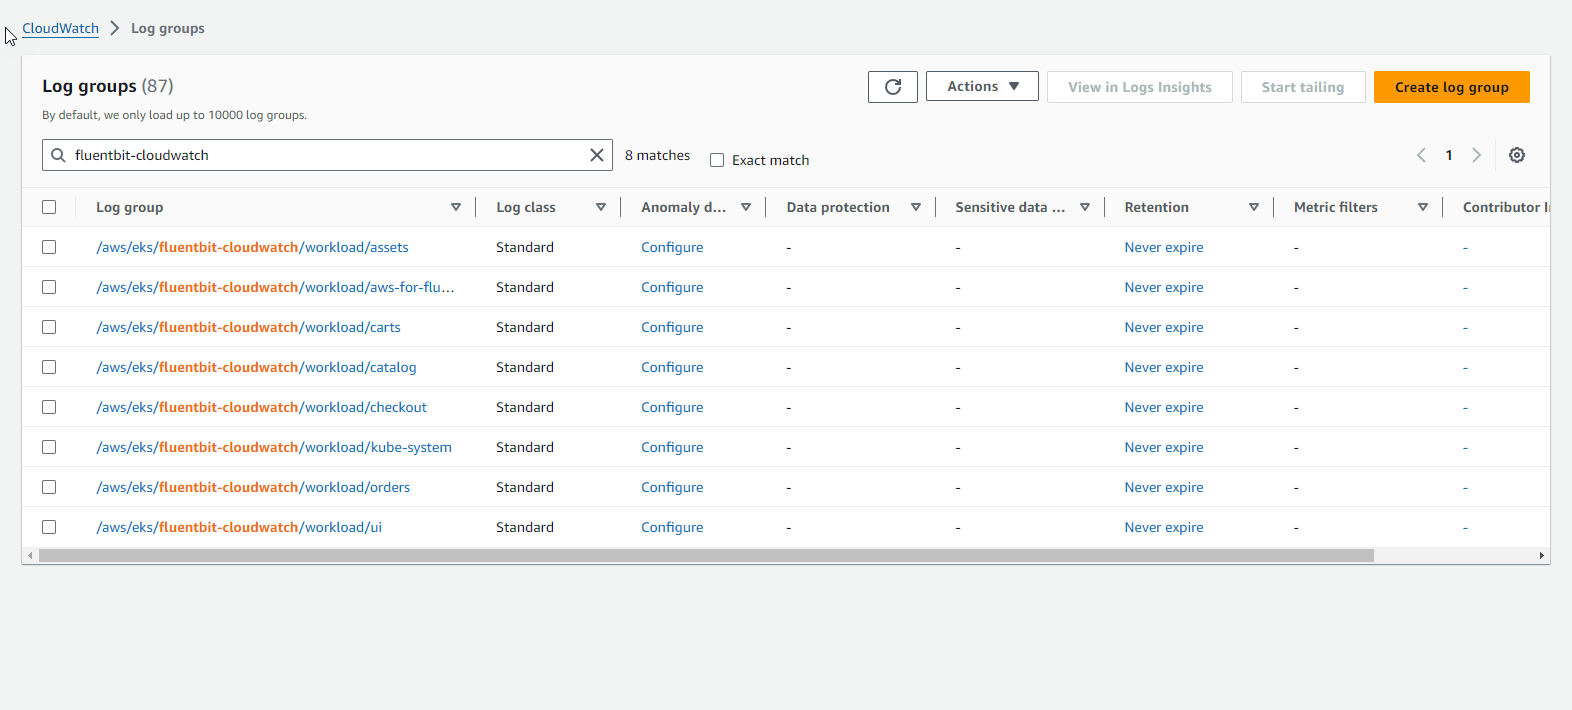 CloudWatch > Log groups
Log groups (87)
Actions ▼
View in Logs Insights
Start tailing
Create log group
By default, we only load up to 10000 log groups.
fluentbit-cloudwatch
8 matches
Exact match
1
Log group Log class Anomaly d... Data protection Sensitive data ... Retention Metric filters Contributor I
/aws/eks/fluentbit-cloudwatch/workload/assets Standard Configure - - Never expire - -
/aws/eks/fluentbit-cloudwatch/workload/aws-for-flu... Standard Configure - - Never expire - -
/aws/eks/fluentbit-cloudwatch/workload/carts Standard Configure - - Never expire - -
/aws/eks/fluentbit-cloudwatch/workload/catalog Standard Configure - - Never expire - -
/aws/eks/fluentbit-cloudwatch/workload/checkout Standard Configure - - Never expire - -
/aws/eks/fluentbit-cloudwatch/workload/kube-system Standard Configure - - Never expire - -
/aws/eks/fluentbit-cloudwatch/workload/orders Standard Configure - - Never expire - -
/aws/eks/fluentbit-cloudwatch/workload/ui Standard Configure - - Never expire - -